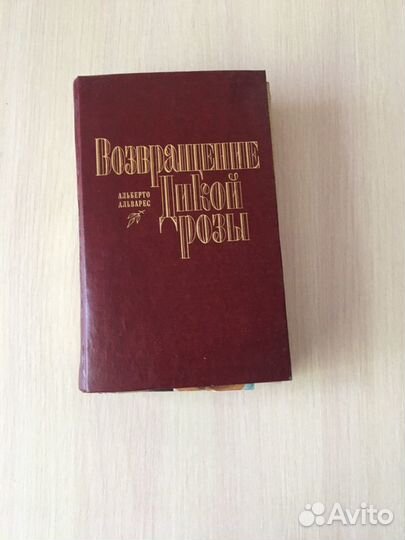 Возвращение
Альберто
Альварес
Дикой
розы
Avito